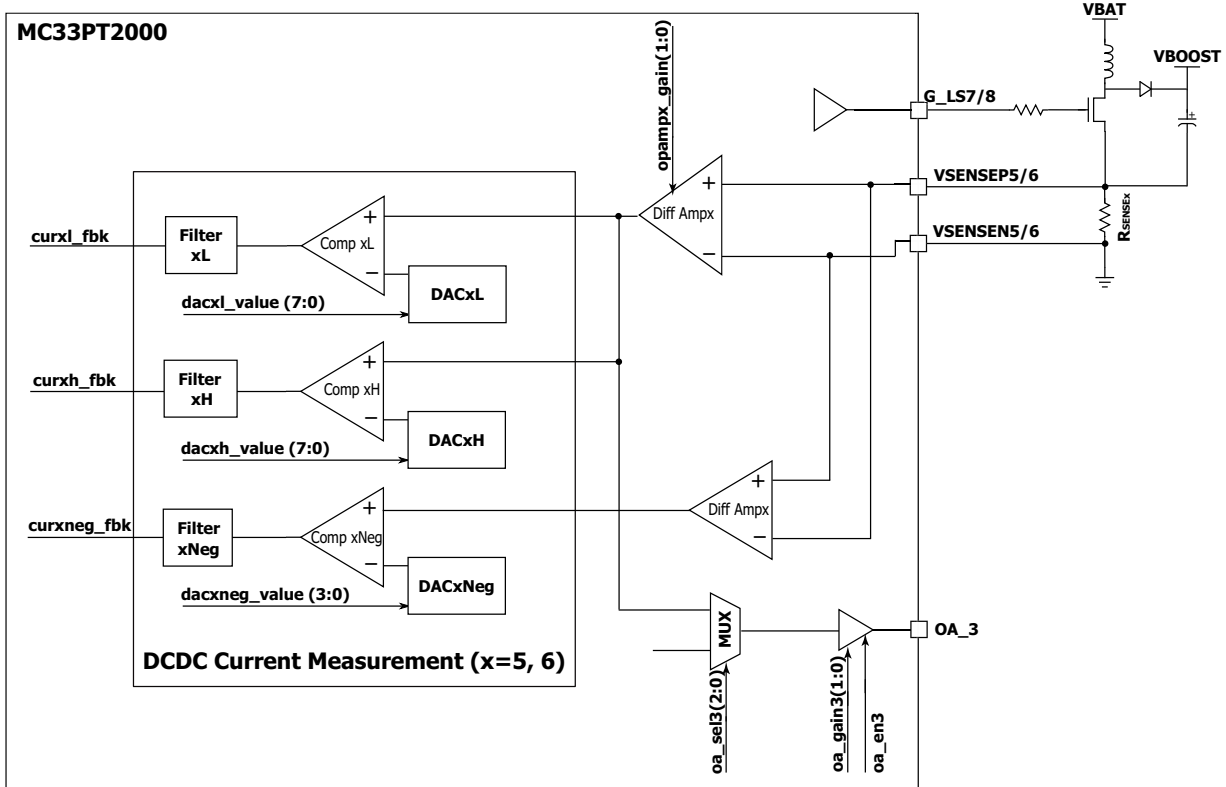 MC33PT2000
VBAT
VBOOST
opampx_gain(1:0)
G_LS7/8
VSENSEP5/6
RSENSEx
VSENSEN5/6
+
Diff Ampx
−
curxl_fbk
Filter
xL
+
Comp xL
−
DACxL
dacxl_value (7:0)
curxh_fbk
Filter
xH
+
Comp xH
−
DACxH
dacxh_value (7:0)
+
Diff Ampx
−
curxneg_fbk
Filter
xNeg
+
Comp xNeg
−
DACxNeg
dacxneg_value (3:0)
MUX
OA_3
DCDC Current Measurement (x=5, 6)
oa_sel3(2:0)
oa_gain3(1:0)
oa_en3
+